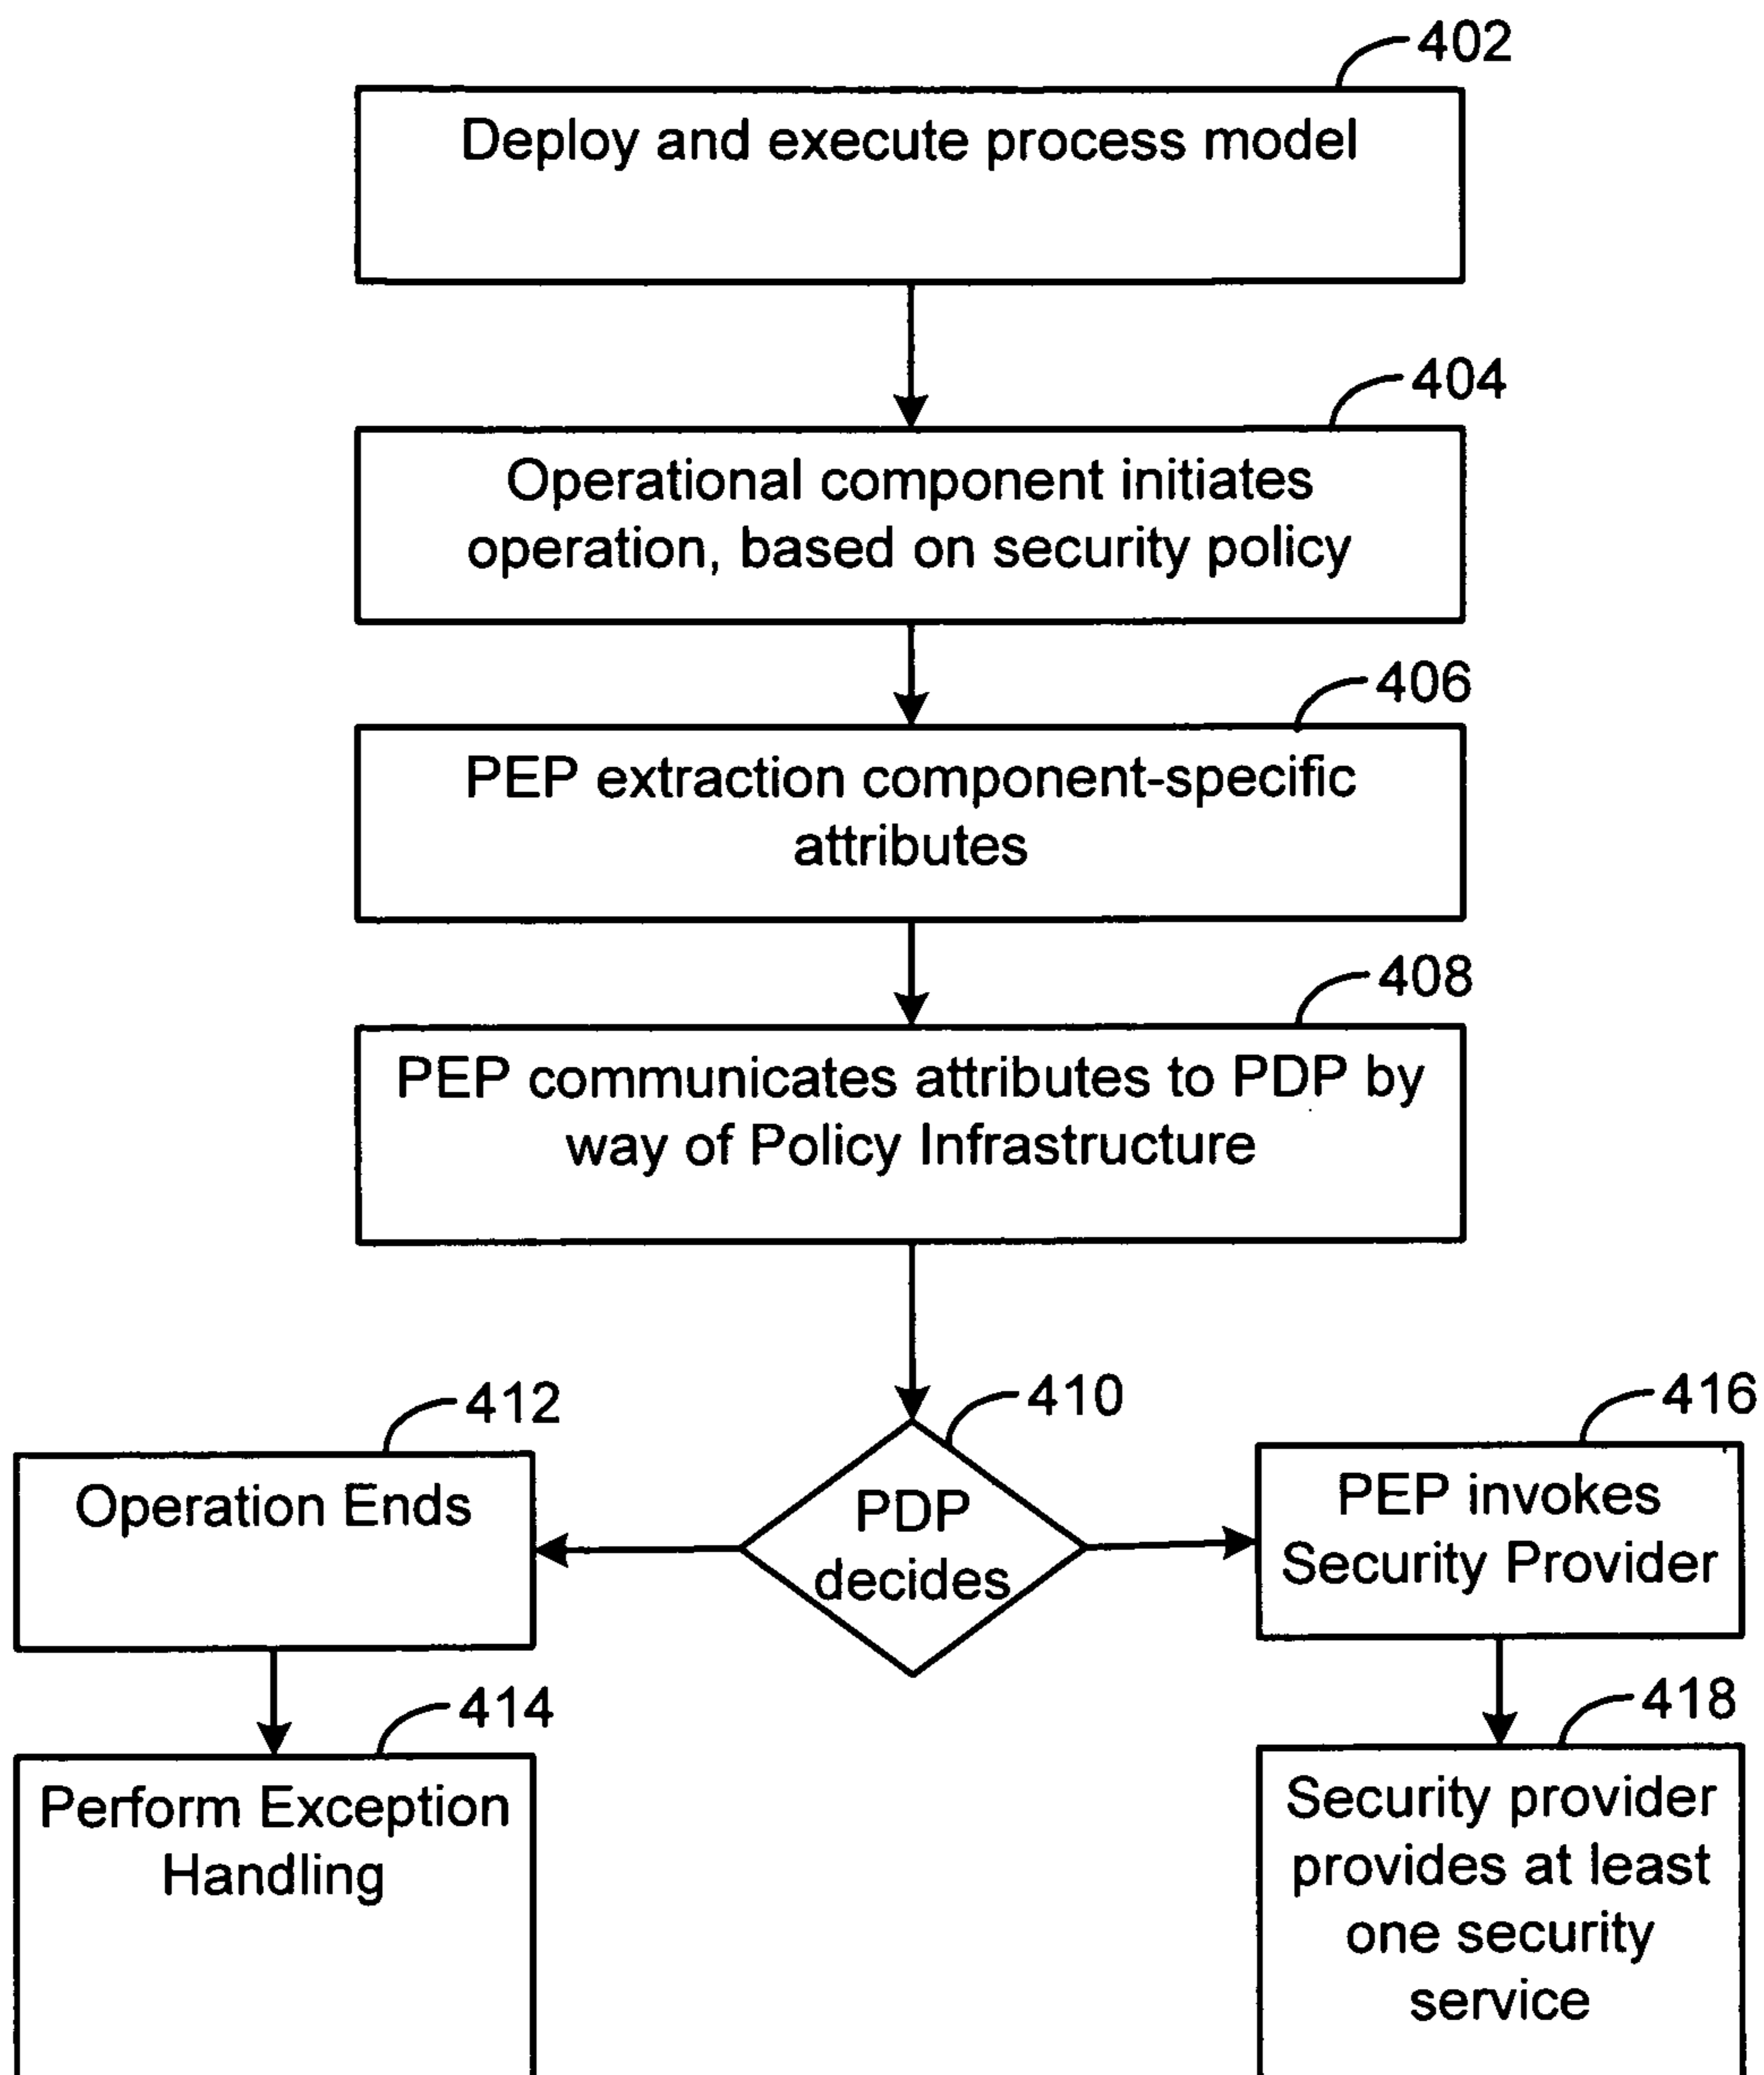 402
Deploy and execute process model
404
Operational component initiates
operation, based on security policy
406
PEP extraction component-specific
attributes
408
PEP communicates attributes to PDP by
way of Policy Infrastructure
410
PDP
decides
412
Operation Ends
414
Perform Exception
Handling
416
PEP invokes
Security Provider
418
Security provider
provides at least
one security
service